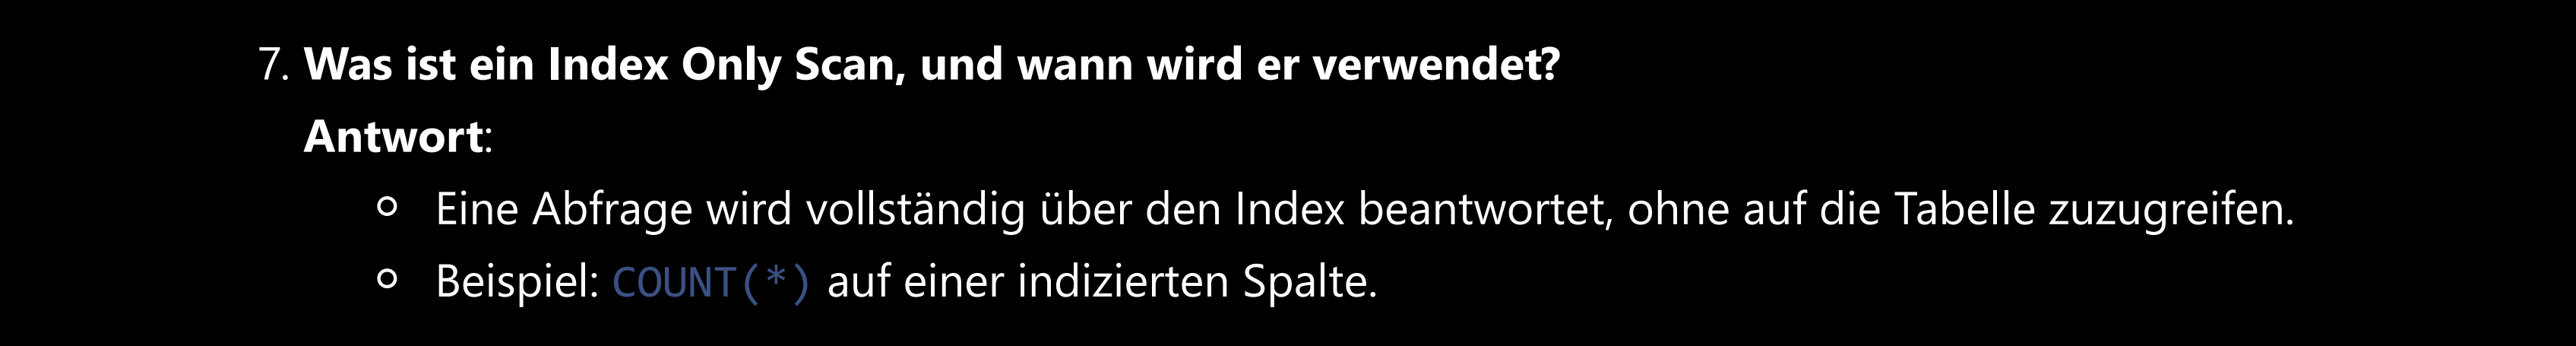 7. Was ist ein Index Only Scan, und wann wird er verwendet?
Antwort:
○ Eine Abfrage wird vollständig über den Index beantwortet, ohne auf die Tabelle zuzugreifen.
○ Beispiel: COUNT(*) auf einer indizierten Spalte.